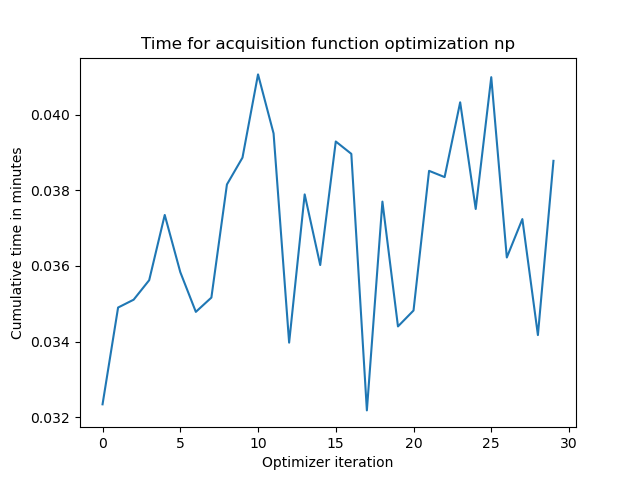 Time for acquisition function optimization np
0.040
0.038
0.036
0.034
0.032
Cumulative time in minutes
0 5 10 15 20 25 30
Optimizer iteration